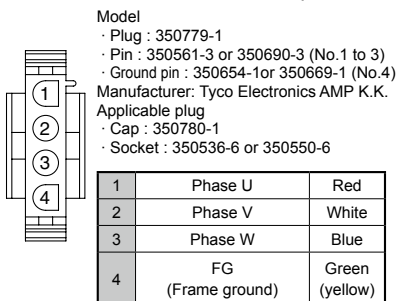 Model
· Plug : 350779-1
· Pin : 350561-3 or 350690-3 (No.1 to 3)
· Ground pin : 350654-1or 350669-1 (No.4)
Manufacturer: Tyco Electronics AMP K.K.
Applicable plug
· Cap : 350780-1
· Socket : 350536-6 or 350550-6
1
2
3
4
1 Phase U Red
2 Phase V White
3 Phase W Blue
4 FG (Frame ground) Green (yellow)